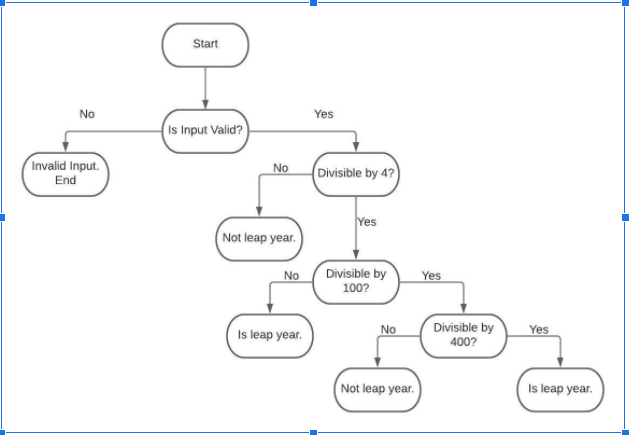 Start
No
Yes
Is Input Valid?
Invalid Input.
End
No
Divisible by 4?
Not leap year.
Yes
No
Divisible by
100?
Yes
Is leap year.
No
Divisible by
400?
Yes
Not leap year.
Is leap year.